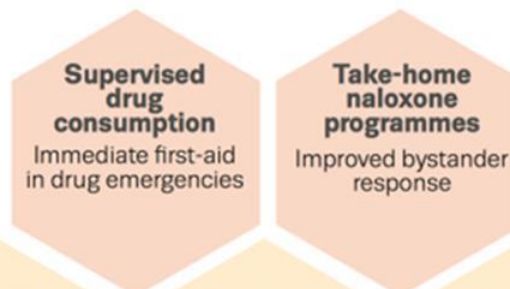 Supervised
drug
consumption
Immediate first-aid
in drug emergencies
Take-home
naloxone
programmes
Improved bystander
response